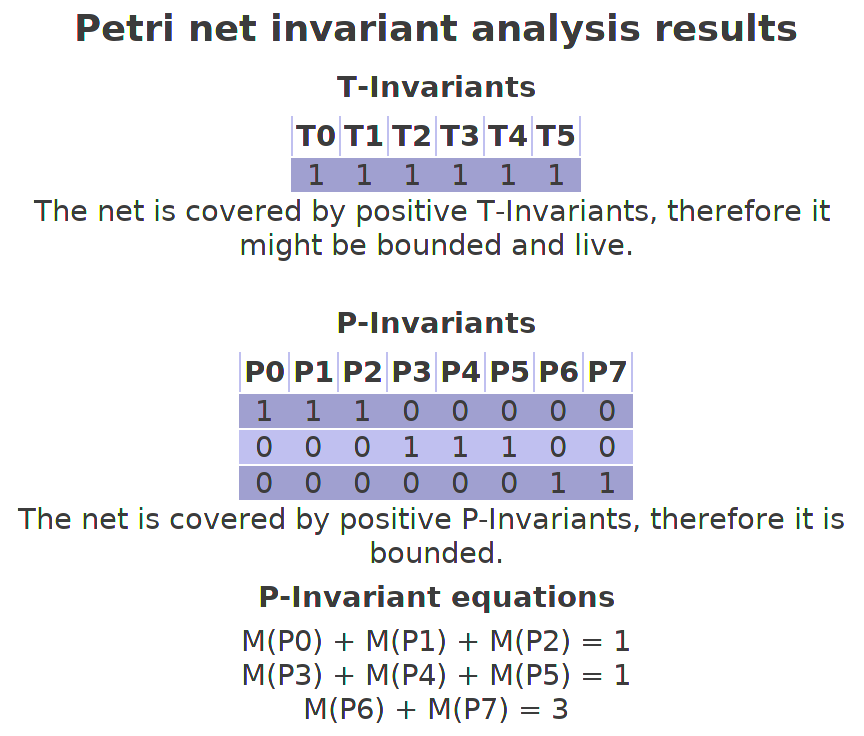 Petri net invariant analysis results
T-Invariants
T0 T1 T2 T3 T4 T5
1 1 1 1 1 1
The net is covered by positive T-Invariants, therefore it
might be bounded and live.
P-Invariants
P0 P1 P2 P3 P4 P5 P6 P7
1 1 1 0 0 0 0 0
0 0 0 1 1 1 0 0
0 0 0 0 0 0 1 1
The net is covered by positive P-Invariants, therefore it is
bounded.
P-Invariant equations
M(P0) + M(P1) + M(P2) = 1
M(P3) + M(P4) + M(P5) = 1
M(P6) + M(P7) = 3